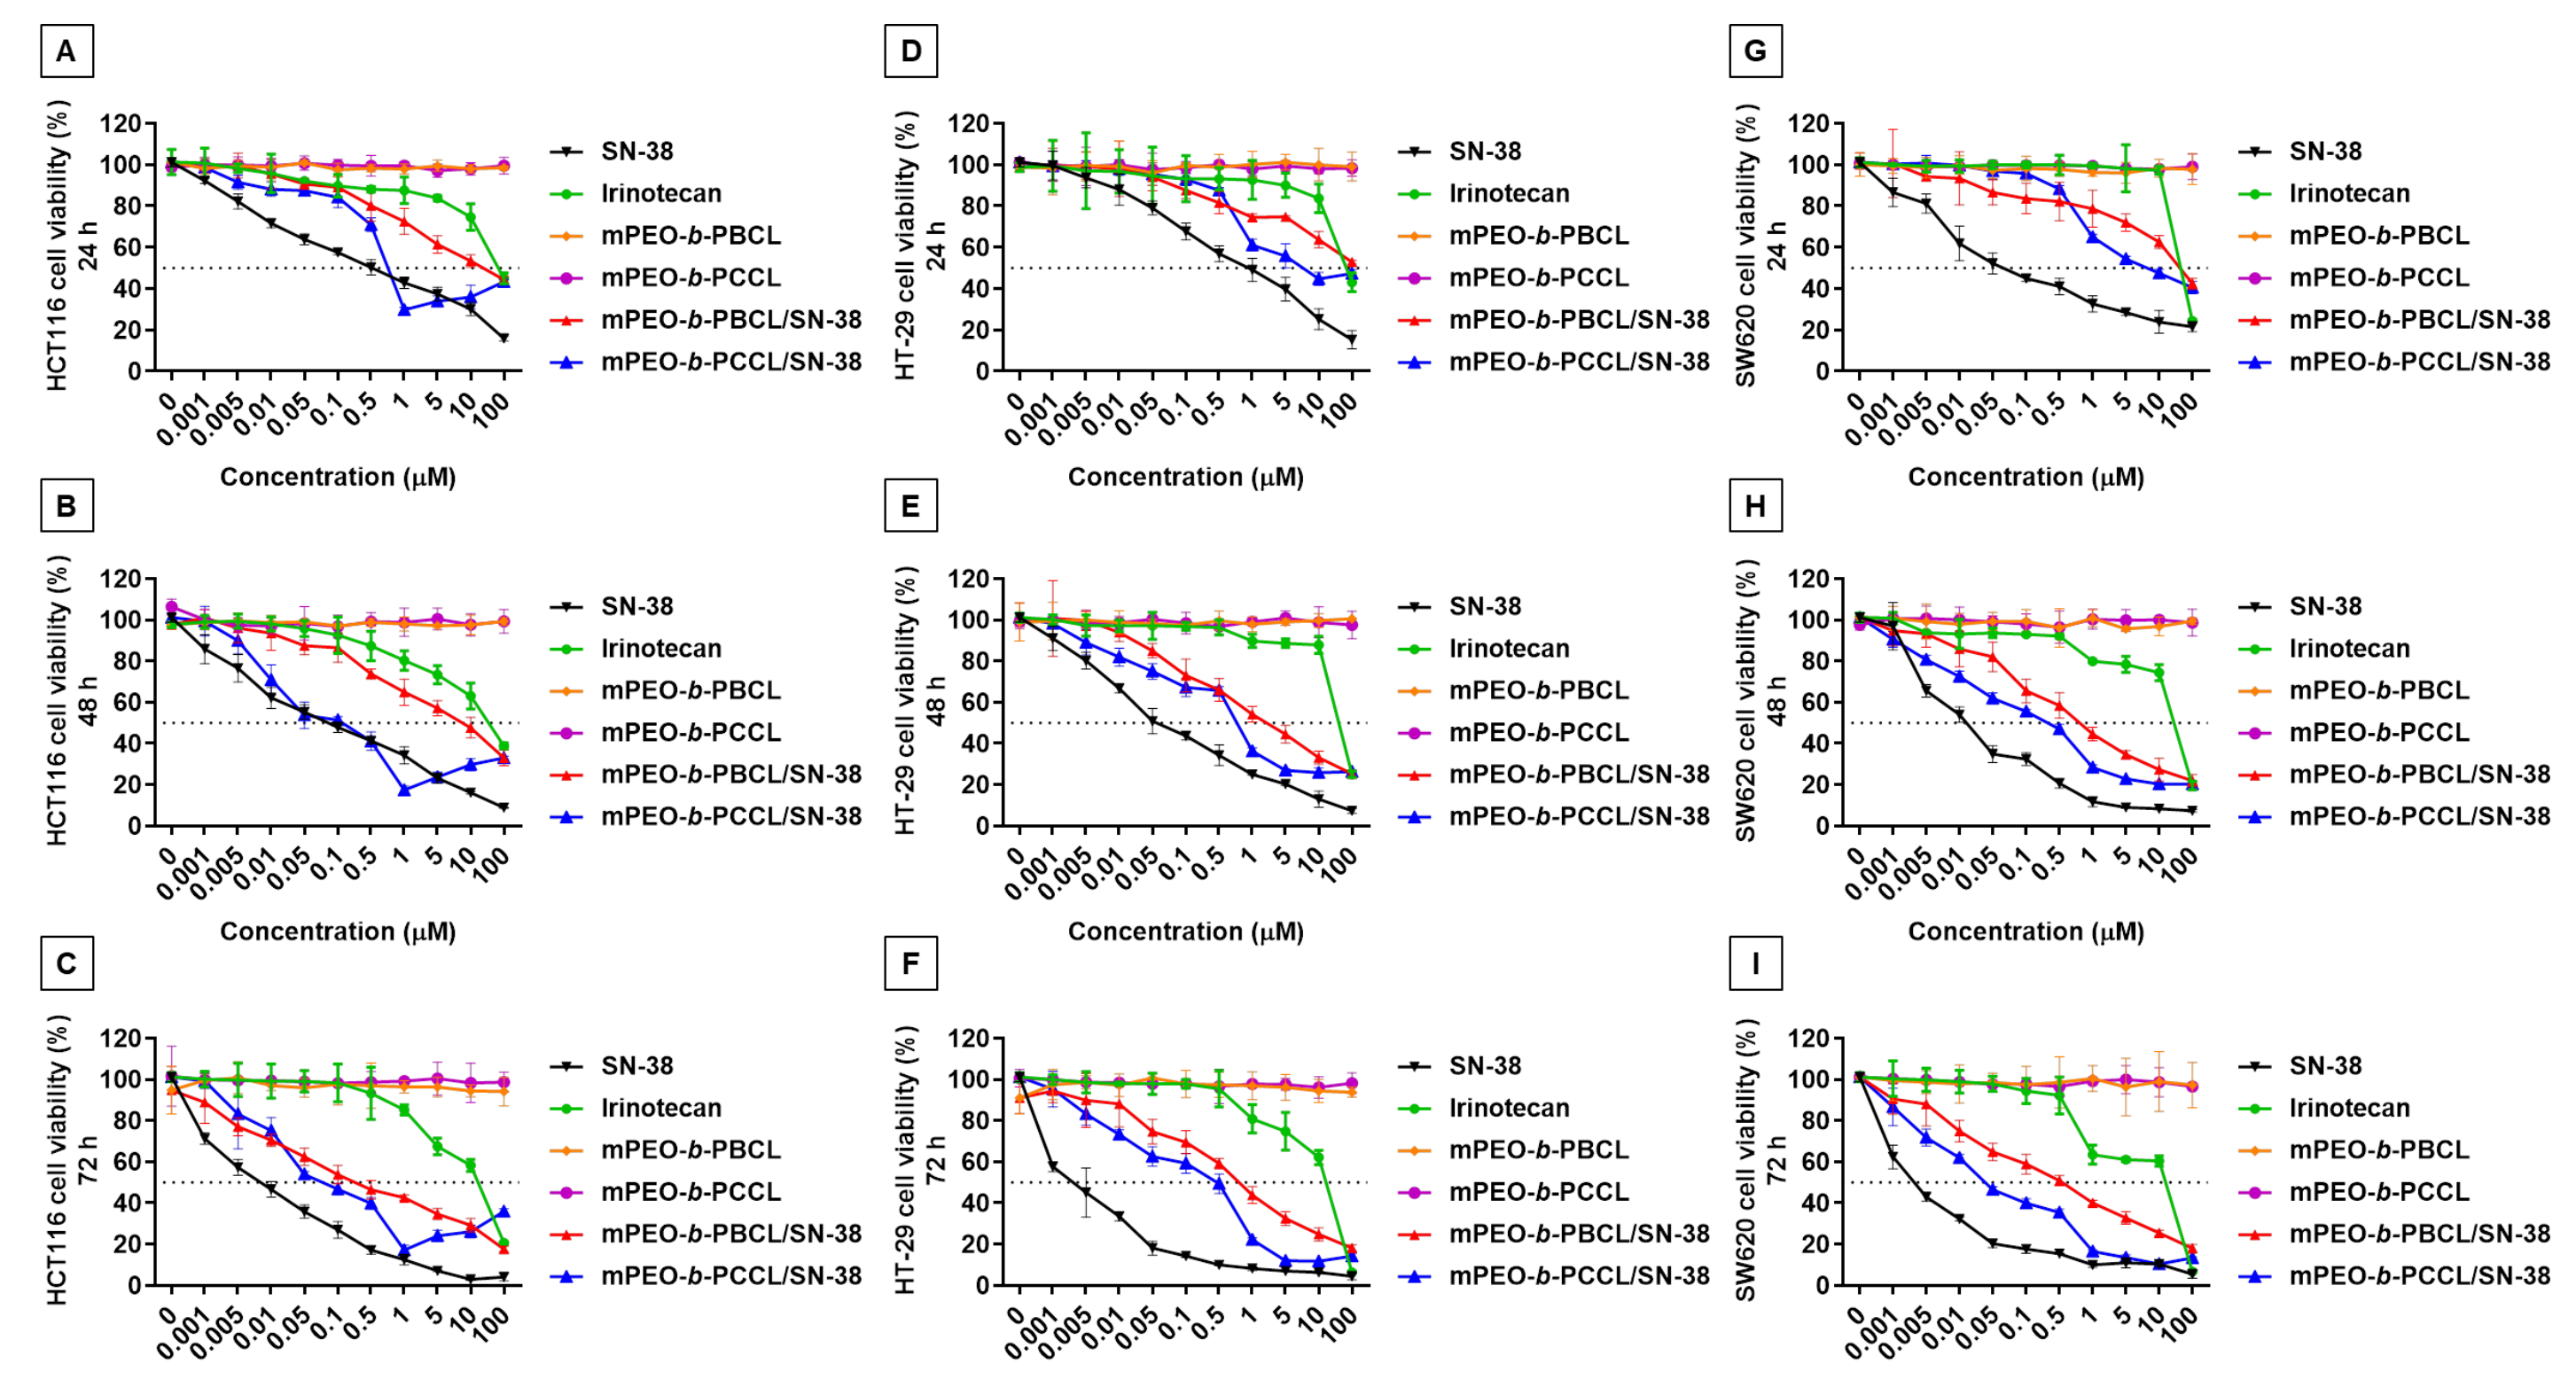 A
HCT116 cell viability (%)
24 h
120
100
80
60
40
20
0
0
0.001
0.005
0.01
0.05
0.1
0.5
1
5
10
100
Concentration (μM)
SN-38
Irinotecan
mPEO-b-PBCL
mPEO-b-PCCL
mPEO-b-PBCL/SN-38
mPEO-b-PCCL/SN-38
D
HT-29 cell viability (%)
24 h
120
100
80
60
40
20
0
0
0.001
0.005
0.01
0.05
0.1
0.5
1
5
10
100
Concentration (μM)
SN-38
Irinotecan
mPEO-b-PBCL
mPEO-b-PCCL
mPEO-b-PBCL/SN-38
mPEO-b-PCCL/SN-38
G
SW620 cell viability (%)
24 h
120
100
80
60
40
20
0
0
0.001
0.005
0.01
0.05
0.1
0.5
1
5
10
100
Concentration (μM)
SN-38
Irinotecan
mPEO-b-PBCL
mPEO-b-PCCL
mPEO-b-PBCL/SN-38
mPEO-b-PCCL/SN-38
B
HCT116 cell viability (%)
48 h
120
100
80
60
40
20
0
0
0.001
0.005
0.01
0.05
0.1
0.5
1
5
10
100
Concentration (μM)
SN-38
Irinotecan
mPEO-b-PBCL
mPEO-b-PCCL
mPEO-b-PBCL/SN-38
mPEO-b-PCCL/SN-38
E
HT-29 cell viability (%)
48 h
120
100
80
60
40
20
0
0
0.001
0.005
0.01
0.05
0.1
0.5
1
5
10
100
Concentration (μM)
SN-38
Irinotecan
mPEO-b-PBCL
mPEO-b-PCCL
mPEO-b-PBCL/SN-38
mPEO-b-PCCL/SN-38
H
SW620 cell viability (%)
48 h
120
100
80
60
40
20
0
0
0.001
0.005
0.01
0.05
0.1
0.5
1
5
10
100
Concentration (μM)
SN-38
Irinotecan
mPEO-b-PBCL
mPEO-b-PCCL
mPEO-b-PBCL/SN-38
mPEO-b-PCCL/SN-38
C
HCT116 cell viability (%)
72 h
120
100
80
60
40
20
0
0
0.001
0.005
0.01
0.05
0.1
0.5
1
5
10
100
SN-38
Irinotecan
mPEO-b-PBCL
mPEO-b-PCCL
mPEO-b-PBCL/SN-38
mPEO-b-PCCL/SN-38
F
HT-29 cell viability (%)
72 h
120
100
80
60
40
20
0
0
0.001
0.005
0.01
0.05
0.1
0.5
1
5
10
100
SN-38
Irinotecan
mPEO-b-PBCL
mPEO-b-PCCL
mPEO-b-PBCL/SN-38
mPEO-b-PCCL/SN-38
I
SW620 cell viability (%)
72 h
120
100
80
60
40
20
0
0
0.001
0.005
0.01
0.05
0.1
0.5
1
5
10
100
SN-38
Irinotecan
mPEO-b-PBCL
mPEO-b-PCCL
mPEO-b-PBCL/SN-38
mPEO-b-PCCL/SN-38